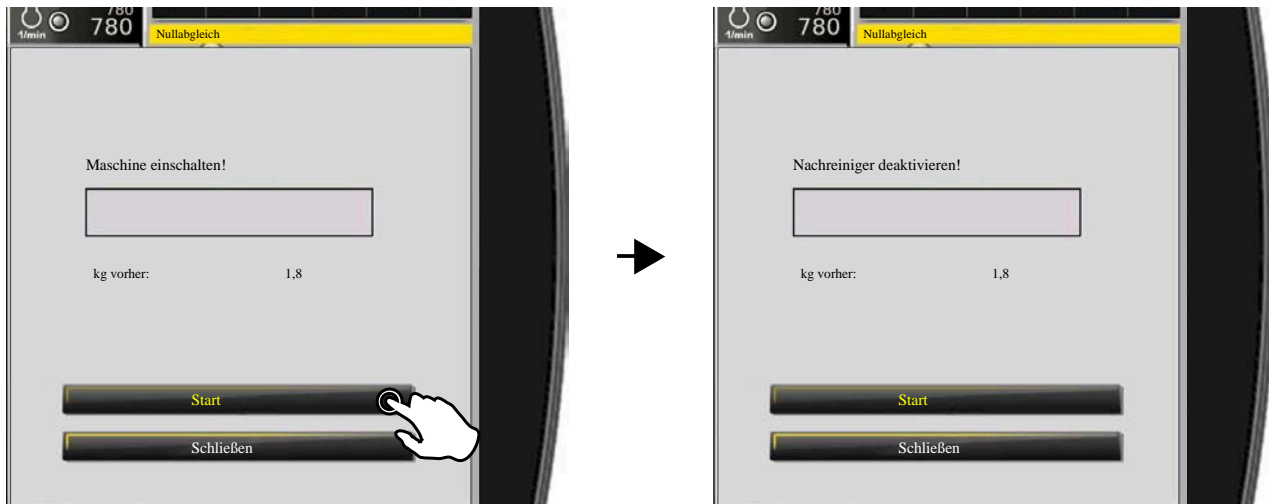 780
1/min 780
Nullabgleich
Maschine einschalten!
kg vorher: 1,8
Start
Schließen
780
1/min 780
Nullabgleich
Nachreiniger deaktivieren!
kg vorher: 1,8
Start
Schließen